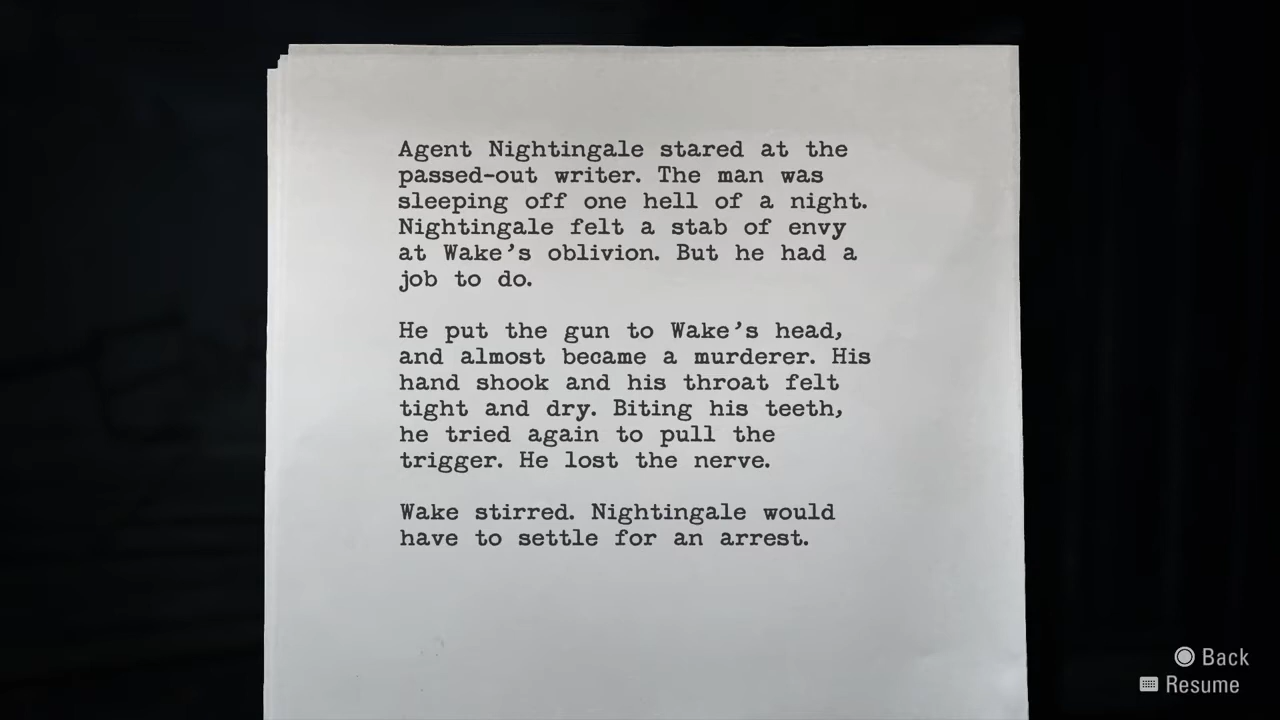 Agent Nightingale stared at the
passed-out writer. The man was
sleeping off one hell of a night.
Nightingale felt a stab of envy
at Wake's oblivion. But he had a
job to do.
He put the gun to Wake's head,
and almost became a murderer. His
hand shook and his throat felt
tight and dry. Biting his teeth,
he tried again to pull the
trigger. He lost the nerve.
Wake stirred. Nightingale would
have to settle for an arrest.
Back
Resume